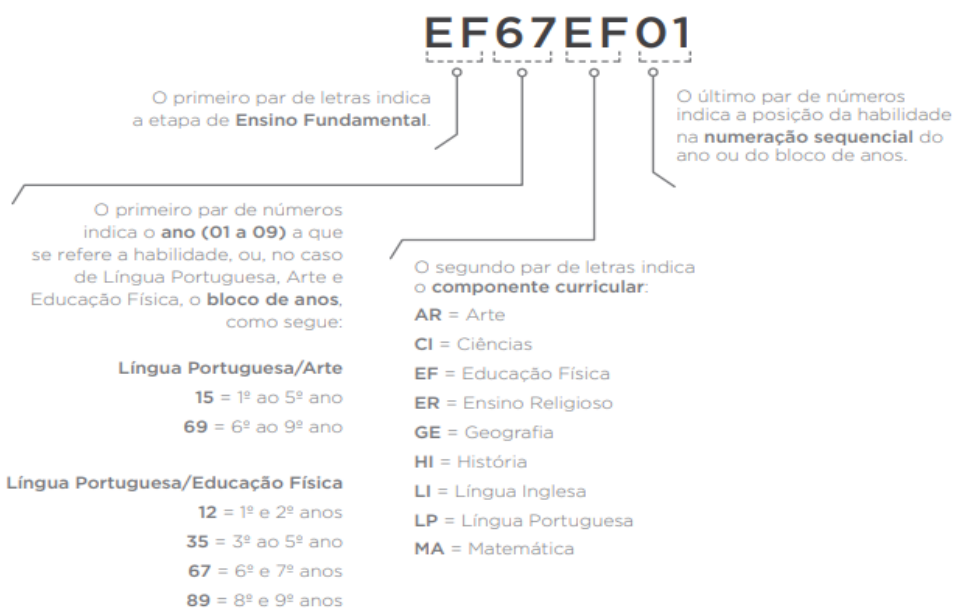 EF67EF01
O primeiro par de letras indica
a etapa de Ensino Fundamental.
O último par de números
indica a posição da habilidade
na numeração sequencial do
ano ou do bloco de anos.
O primeiro par de números
indica o ano (01 a 09) a que
se refere a habilidade, ou, no caso
de Língua Portuguesa, Arte e
Educação Física, o bloco de anos,
como segue:
Língua Portuguesa/Arte
15 = 1º ao 5º ano
69 = 6º ao 9º ano
Língua Portuguesa/Educação Física
12 = 1º e 2º anos
35 = 3º ao 5º ano
67 = 6º e 7º anos
89 = 8º e 9º anos
O segundo par de letras indica
o componente curricular:
AR = Arte
CI = Ciências
EF = Educação Física
ER = Ensino Religioso
GE = Geografia
HI = História
LI = Língua Inglesa
LP = Língua Portuguesa
MA = Matemática